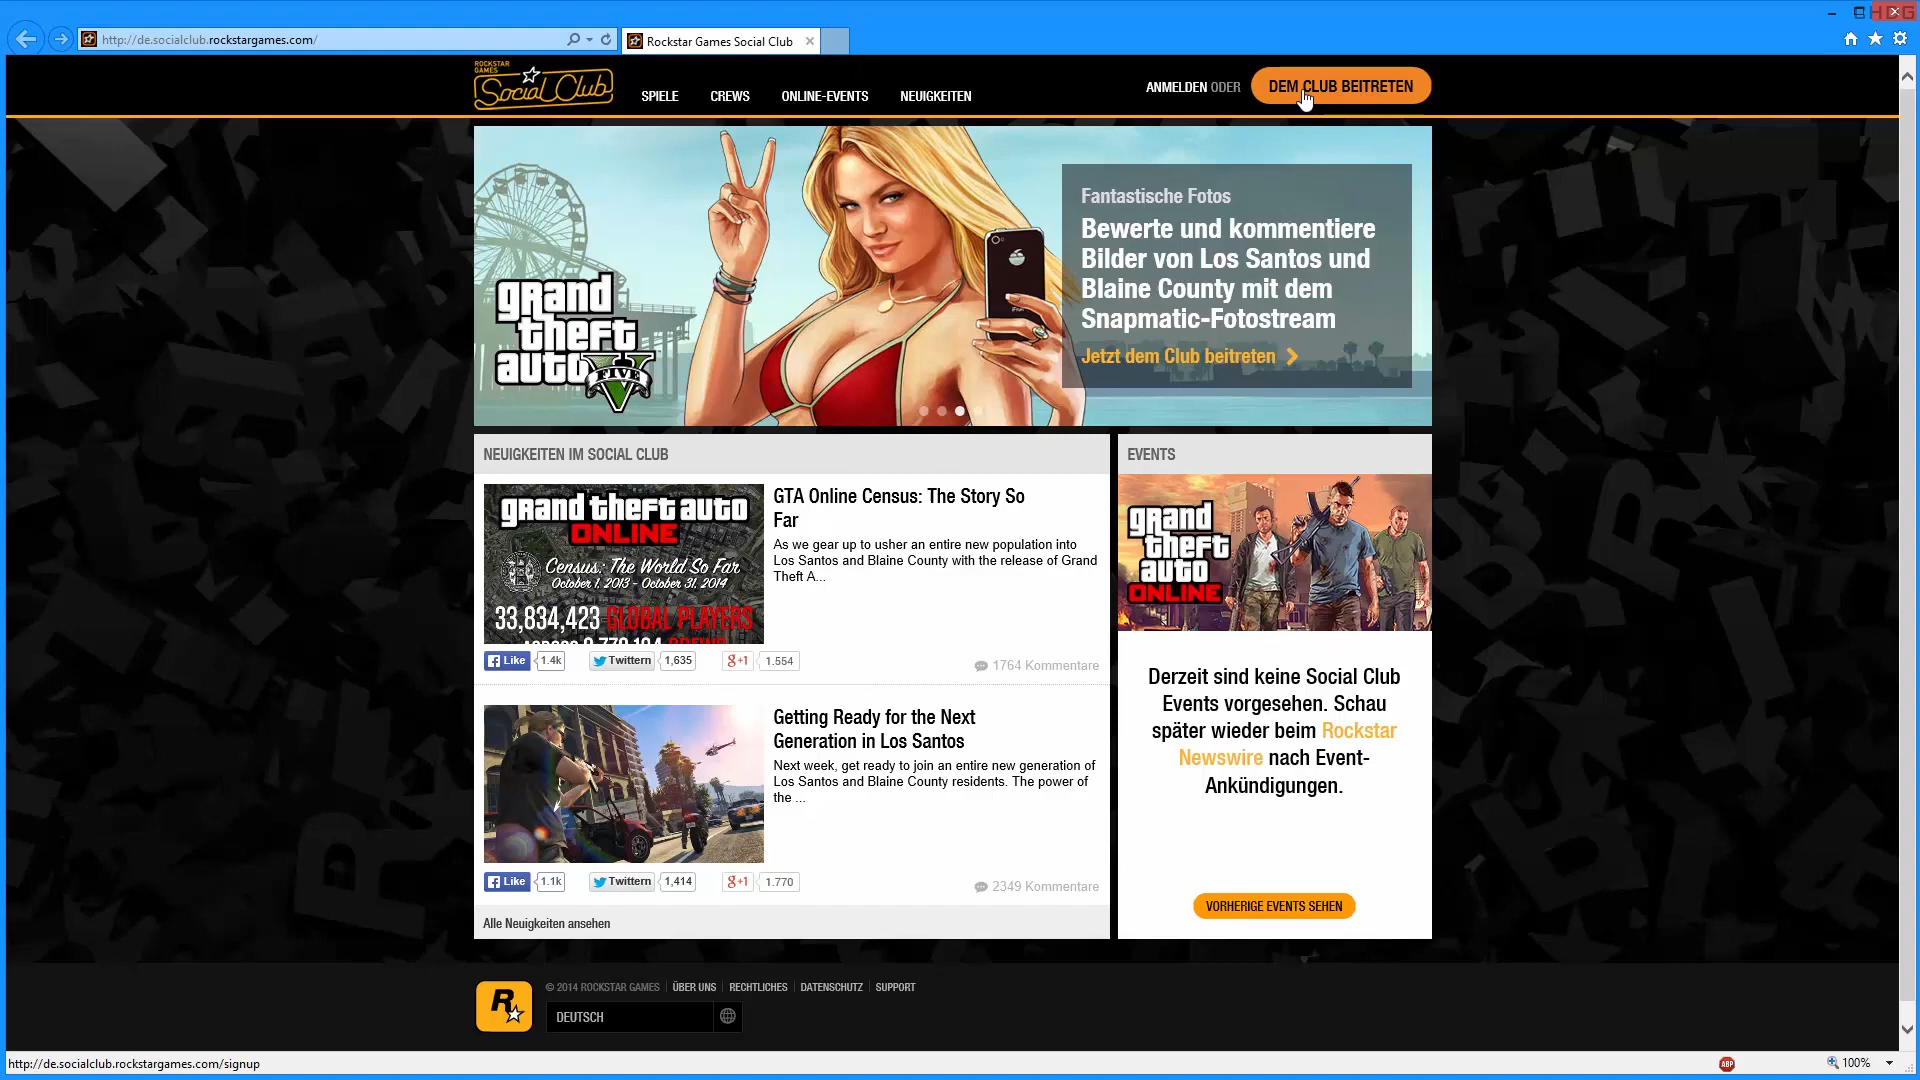 http://de.socialclub.rockstargames.com/
Rockstar Games Social Club
ROCKSTAR GAMES
Social Club
SPIELE
CREWS
ONLINE-EVENTS
NEUIGKEITEN
ANMELDEN ODER
DEM CLUB BEITRETEN
grand
theft
auto
FIVE
Fantastische Fotos
Bewerte und kommentiere
Bilder von Los Santos und
Blaine County mit dem
Snapmatic-Fotostream
Jetzt dem Club beitreten
NEUIGKEITEN IM SOCIAL CLUB
grand theft auto
ONLINE
Census: The World So Far
October 1, 2013 - October 31, 2014
33,834,423 GLOBAL PLAYERS
GTA Online Census: The Story So
Far
As we gear up to usher an entire new population into
Los Santos and Blaine County with the release of Grand
Theft A...
Like 1.4k Twittern 1,635 g+1 1.554
1764 Kommentare
Getting Ready for the Next
Generation in Los Santos
Next week, get ready to join an entire new generation of
Los Santos and Blaine County residents. The power of
the ...
Like 1.1k Twittern 1,414 g+1 1.770
2349 Kommentare
Alle Neuigkeiten ansehen
EVENTS
grand
theft
auto
ONLINE
Derzeit sind keine Social Club
Events vorgesehen. Schau
später wieder beim Rockstar
Newswire nach Event-
Ankündigungen.
VORHERIGE EVENTS SEHEN
R
© 2014 ROCKSTAR GAMES
ÜBER UNS
RECHTLICHES
DATENSCHUTZ
SUPPORT
DEUTSCH
http://de.socialclub.rockstargames.com/signup
ABP
100%